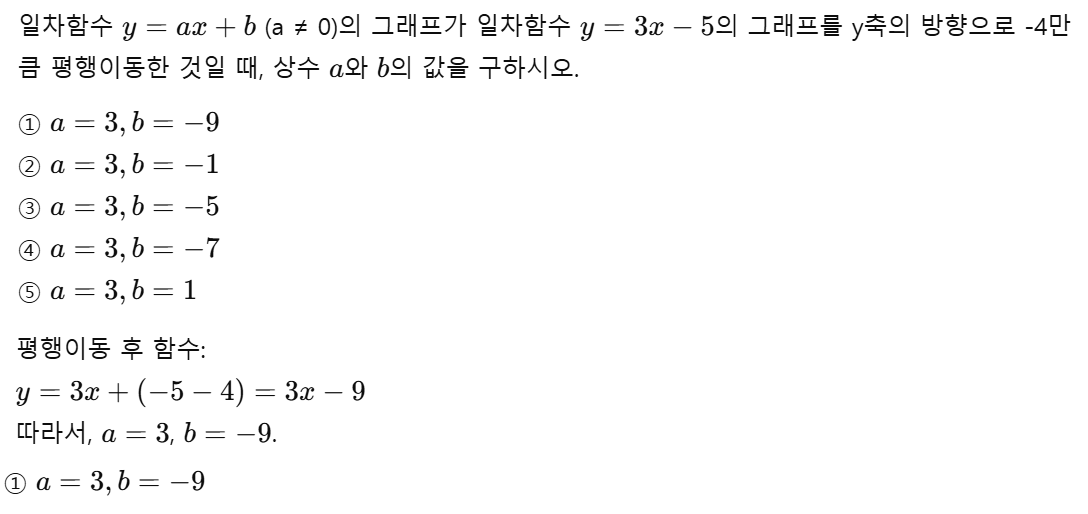 일차함수 y = ax + b (a ≠ 0)의 그래프가 일차함수 y = 3x − 5의 그래프를 y축의 방향으로 -4만
큼 평행이동한 것일 때, 상수 a와 b의 값을 구하시오.
① a = 3, b = −9
② a = 3, b = −1
③ a = 3, b = −5
④ a = 3, b = −7
⑤ a = 3, b = 1
평행이동 후 함수:
y = 3x + (−5 − 4) = 3x − 9
따라서, a = 3, b = −9.
① a = 3, b = −9